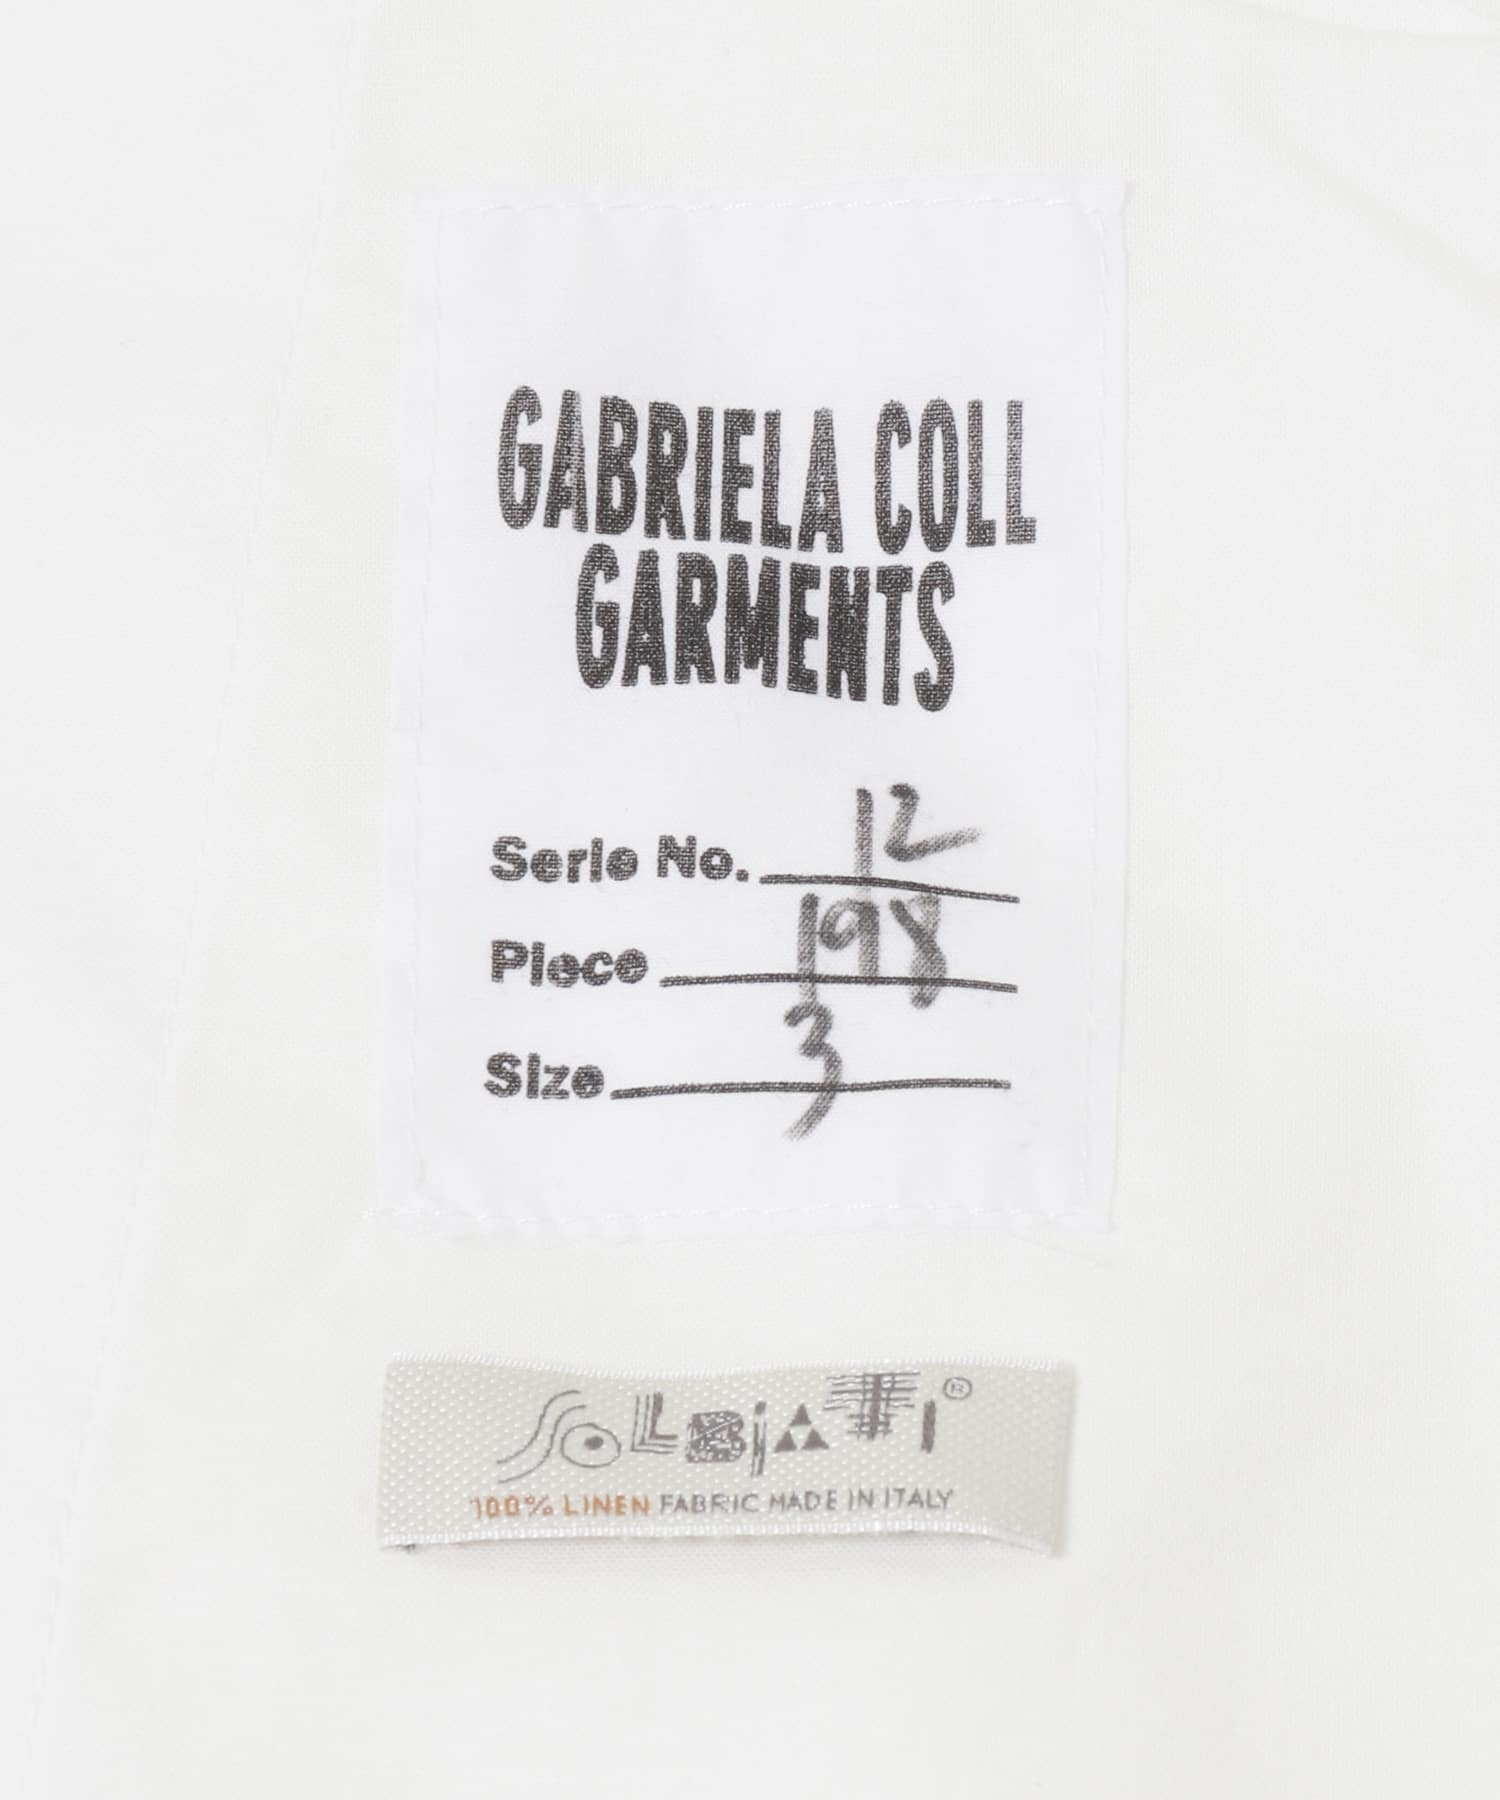 GABRIELA COLL
GARMENTS
Serie No. 12
Piece 198
Size 3
SOLBIATI®
100% LINEN FABRIC MADE IN ITALY